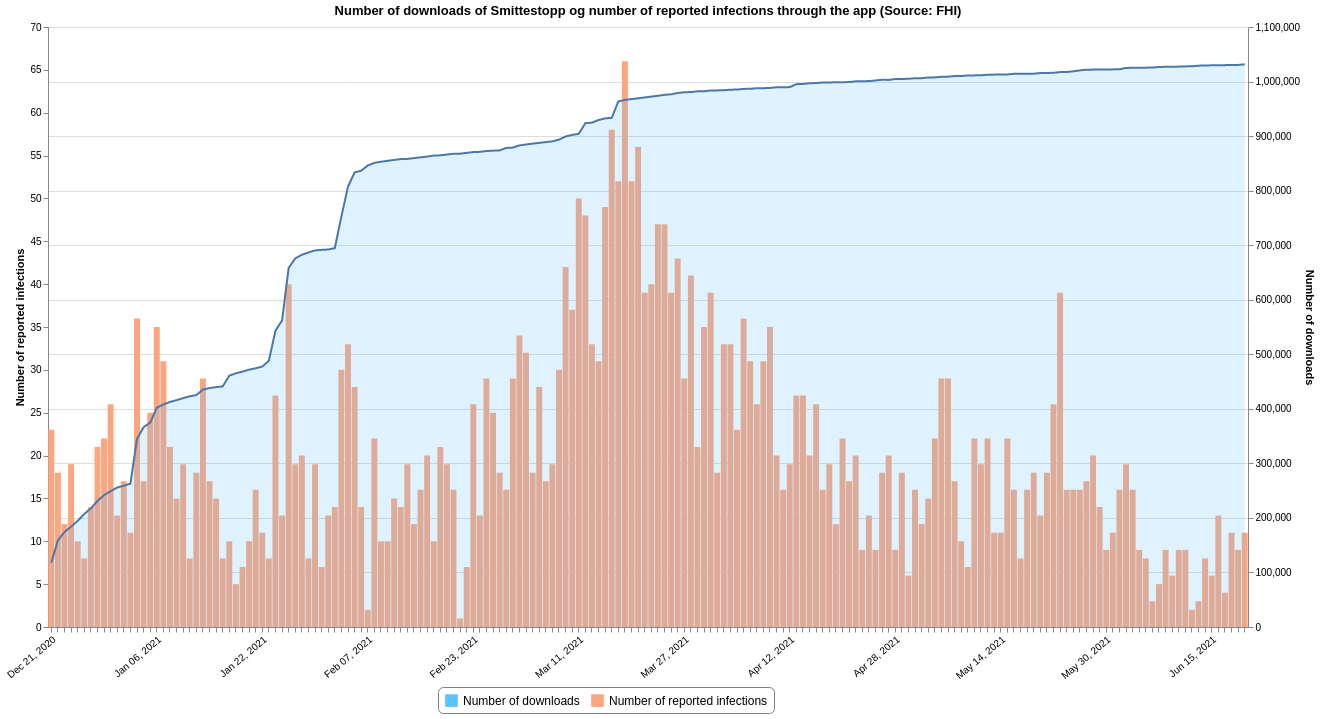 Number of downloads of Smittestopp og number of reported infections through the app (Source: FHI)
70
65
60
55
50
45
40
35
30
25
20
15
10
5
0
Number of reported infections
1,100,000
1,000,000
900,000
800,000
700,000
600,000
500,000
400,000
300,000
200,000
100,000
0
Number of downloads
Dec 21, 2020
Jan 06, 2021
Jan 22, 2021
Feb 07, 2021
Feb 23, 2021
Mar 11, 2021
Mar 27, 2021
Apr 12, 2021
Apr 28, 2021
May 14, 2021
May 30, 2021
Jun 15, 2021
Number of downloads
Number of reported infections